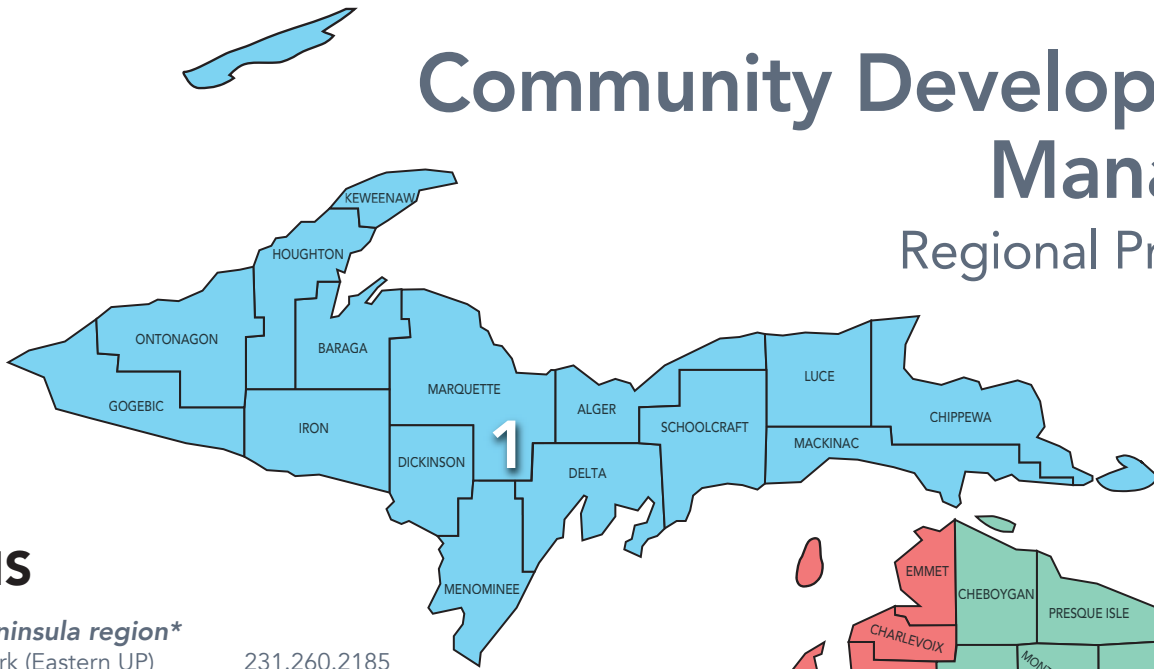 Community Develop
Mana
Regional Pr
KEWEENAW
HOUGHTON
ONTONAGON
BARAGA
GOGEBIC
IRON
MARQUETTE
DICKINSON
1
ALGER
DELTA
SCHOOLCRAFT
LUCE
MACKINAC
CHIPPEWA
MENOMINEE
EMMET
CHEBOYGAN
PRESQUE ISLE
CHARLEVOIX
MON
ninsula region*
rk (Eastern UP) 231.260.2185